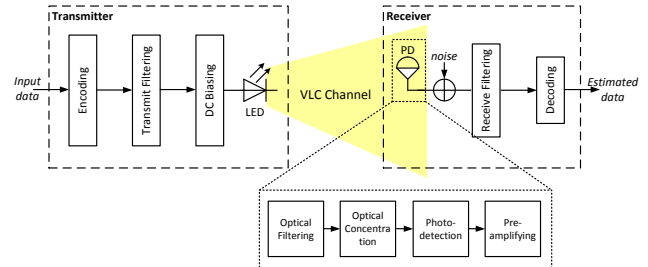 Transmitter
Receiver
Input
data
Encoding
Transmit Filtering
DC Biasing
LED
VLC Channel
PD
noise
Receive Filtering
Decoding
Estimated
data
Optical
Filtering
Optical
Concentra
tion
Photo-
detection
Pre-
amplifying